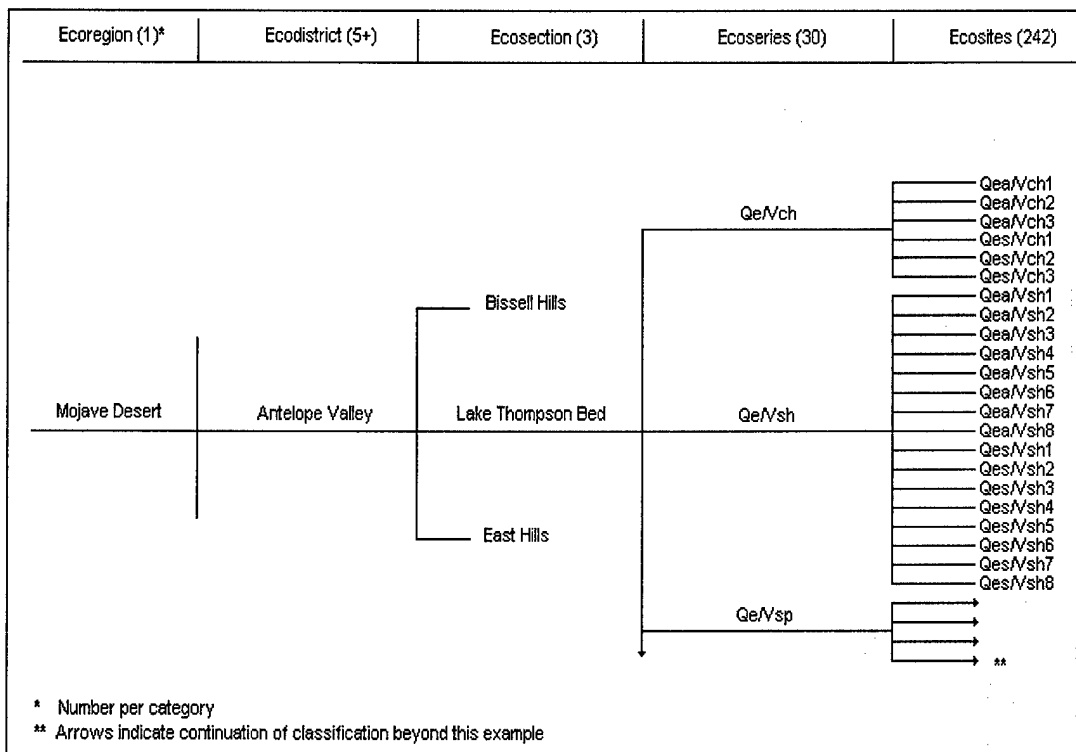 Ecoregion (1)* Ecodistrict (5+) Ecosection (3) Ecoseries (30) Ecosites (242)
Qea/Vch1
Qea/Vch2
Qe/Vch Qea/Vch3
Qes/Vch1
Qes/Vch2
Qes/Vch3
Bissell Hills Qea/Vsh1
Qea/Vsh2
Qea/Vsh3
Qea/Vsh4
Qea/Vsh5
Qea/Vsh6
Mojave Desert Antelope Valley Lake Thompson Bed Qe/Vsh Qea/Vsh7
Qea/Vsh8
Qes/Vsh1
Qes/Vsh2
Qes/Vsh3
Qes/Vsh4
East Hills Qes/Vsh5
Qes/Vsh6
Qes/Vsh7
Qes/Vsh8
Qe/Vsp
**
* Number per category
** Arrows indicate continuation of classification beyond this example